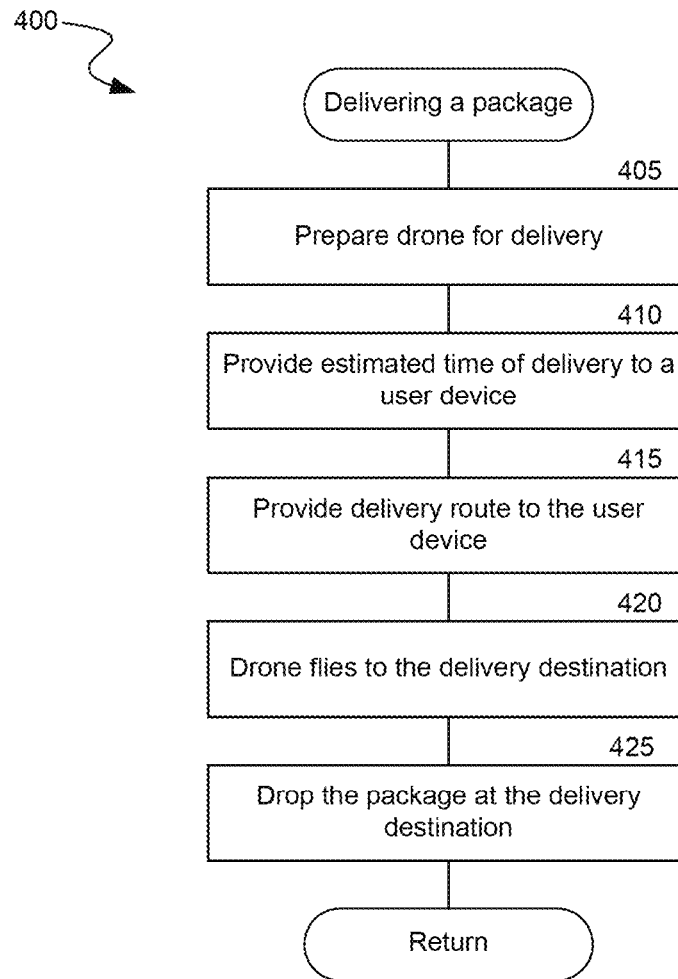 400
Delivering a package
405
Prepare drone for delivery
410
Provide estimated time of delivery to a
user device
415
Provide delivery route to the user
device
420
Drone flies to the delivery destination
425
Drop the package at the delivery
destination
Return